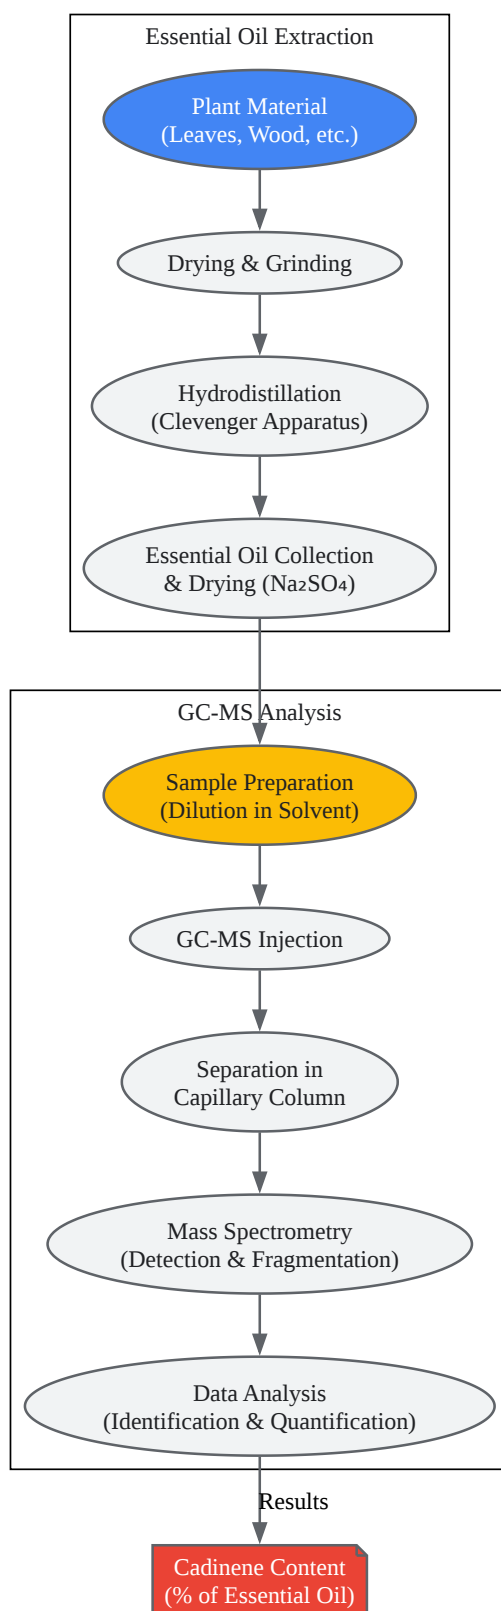 Essential Oil Extraction
Plant Material
(Leaves, Wood, etc.)
Drying & Grinding
Hydrodistillation
(Clevenger Apparatus)
Essential Oil Collection
& Drying (Na₂SO₄)
GC-MS Analysis
Sample Preparation
(Dilution in Solvent)
GC-MS Injection
Separation in
Capillary Column
Mass Spectrometry
(Detection & Fragmentation)
Data Analysis
(Identification & Quantification)
Results
Cadinene Content
(% of Essential Oil)